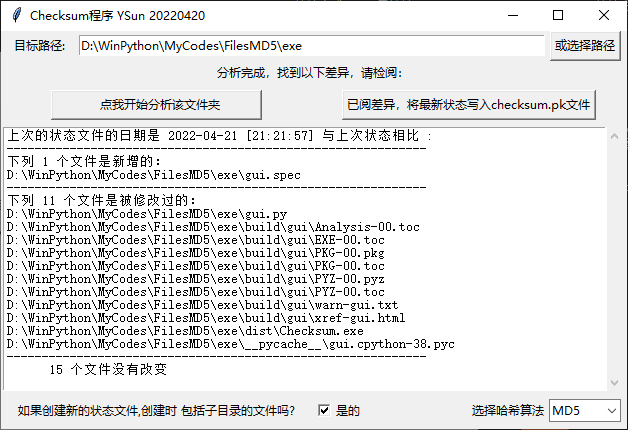 Checksum程序 YSun 20220420
目标路径: D:\WinPython\MyCodes\FilesMD5\exe 或选择路径
分析完成，找到以下差异，请检阅：
点我开始分析该文件夹 已阅差异，将最新状态写入checksum.pk文件
上次的状态文件的日期是 2022-04-21 [21:21:57] 与上次状态相比 :
------------------------------------------------------------
下列 1 个文件是新增的:
D:\WinPython\MyCodes\FilesMD5\exe\gui.spec
------------------------------------------------------------
下列 11 个文件是被修改过的:
D:\WinPython\MyCodes\FilesMD5\exe\gui.py
D:\WinPython\MyCodes\FilesMD5\exe\build\gui\Analysis-00.toc
D:\WinPython\MyCodes\FilesMD5\exe\build\gui\EXE-00.toc
D:\WinPython\MyCodes\FilesMD5\exe\build\gui\PKG-00.pkg
D:\WinPython\MyCodes\FilesMD5\exe\build\gui\PKG-00.toc
D:\WinPython\MyCodes\FilesMD5\exe\build\gui\PYZ-00.pyz
D:\WinPython\MyCodes\FilesMD5\exe\build\gui\PYZ-00.toc
D:\WinPython\MyCodes\FilesMD5\exe\build\gui\warn-gui.txt
D:\WinPython\MyCodes\FilesMD5\exe\build\gui\xref-gui.html
D:\WinPython\MyCodes\FilesMD5\exe\dist\Checksum.exe
D:\WinPython\MyCodes\FilesMD5\exe\__pycache__\gui.cpython-38.pyc
------------------------------------------------------------
15 个文件没有改变
如果创建新的状态文件,创建时 包括子目录的文件吗? 是的 选择哈希算法 MD5